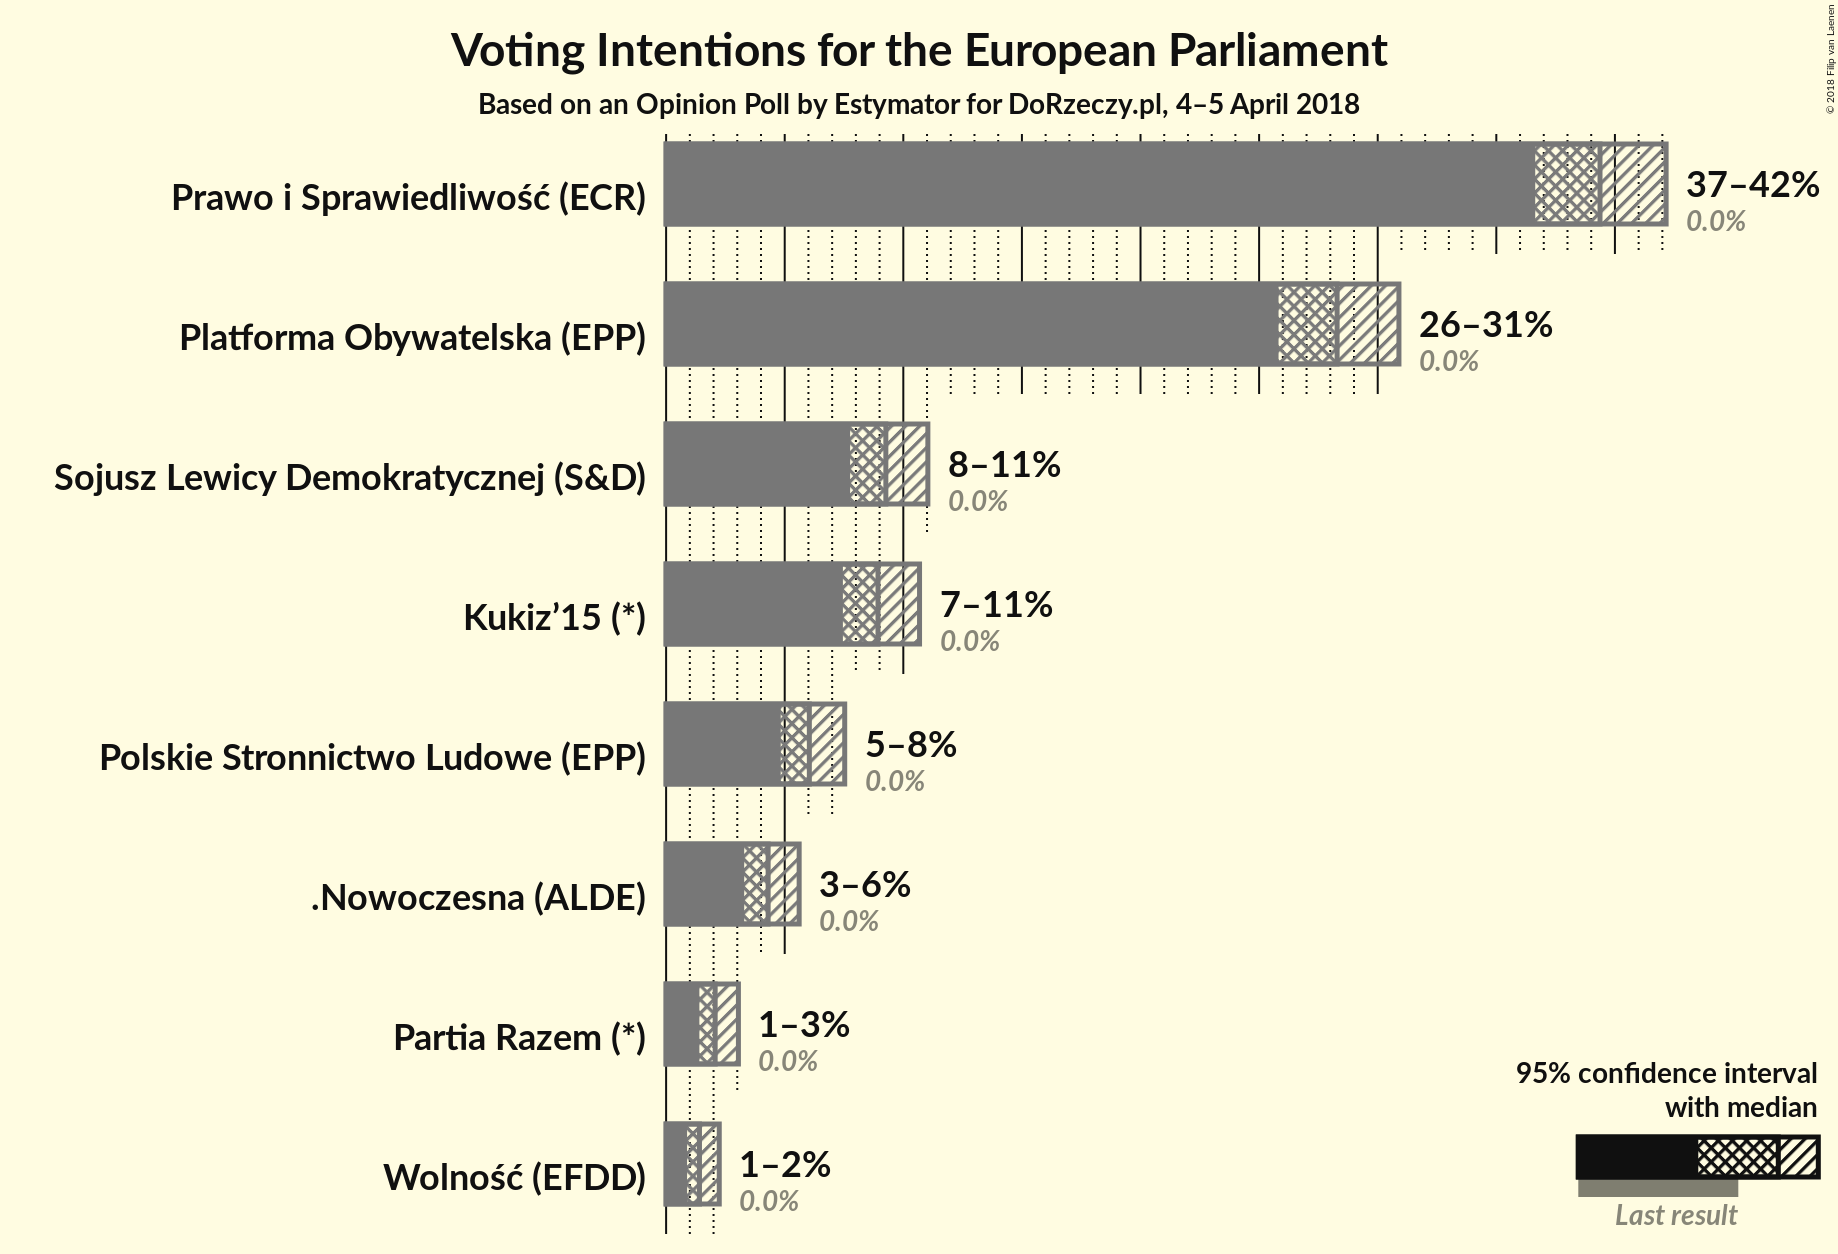 Voting Intentions for the European Parliament
Based on an Opinion Poll by Estymator for DoRzeczy.pl, 4–5 April 2018
© 2018 Filip van Laenen
Prawo i Sprawiedliwość (ECR)
37–42%
0.0%
Platforma Obywatelska (EPP)
26–31%
0.0%
Sojusz Lewicy Demokratycznej (S&D)
8–11%
0.0%
Kukiz’15 (*)
7–11%
0.0%
Polskie Stronnictwo Ludowe (EPP)
5–8%
0.0%
.Nowoczesna (ALDE)
3–6%
0.0%
Partia Razem (*)
1–3%
0.0%
Wolność (EFDD)
1–2%
0.0%
95% confidence interval
with median
Last result